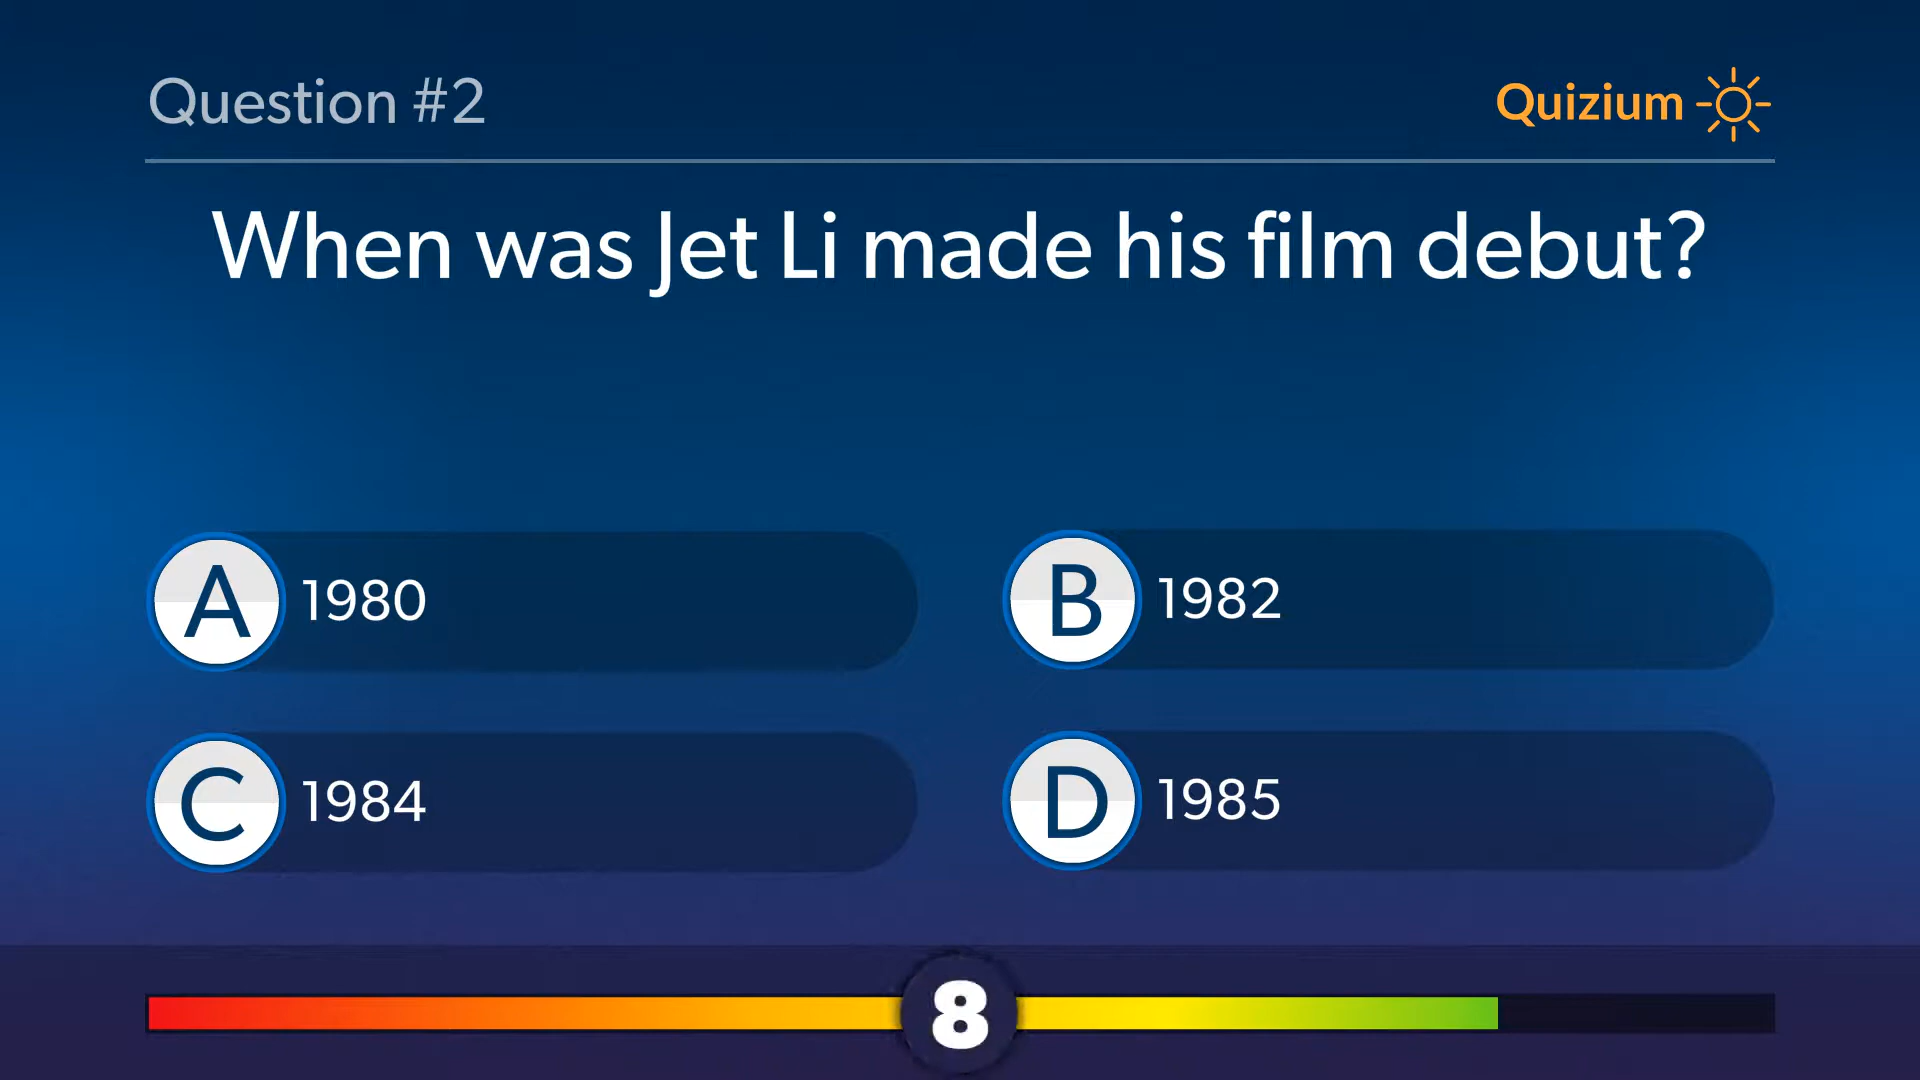 Question #2
Quizium
When was Jet Li made his film debut?
A 1980
B 1982
C 1984
D 1985
8